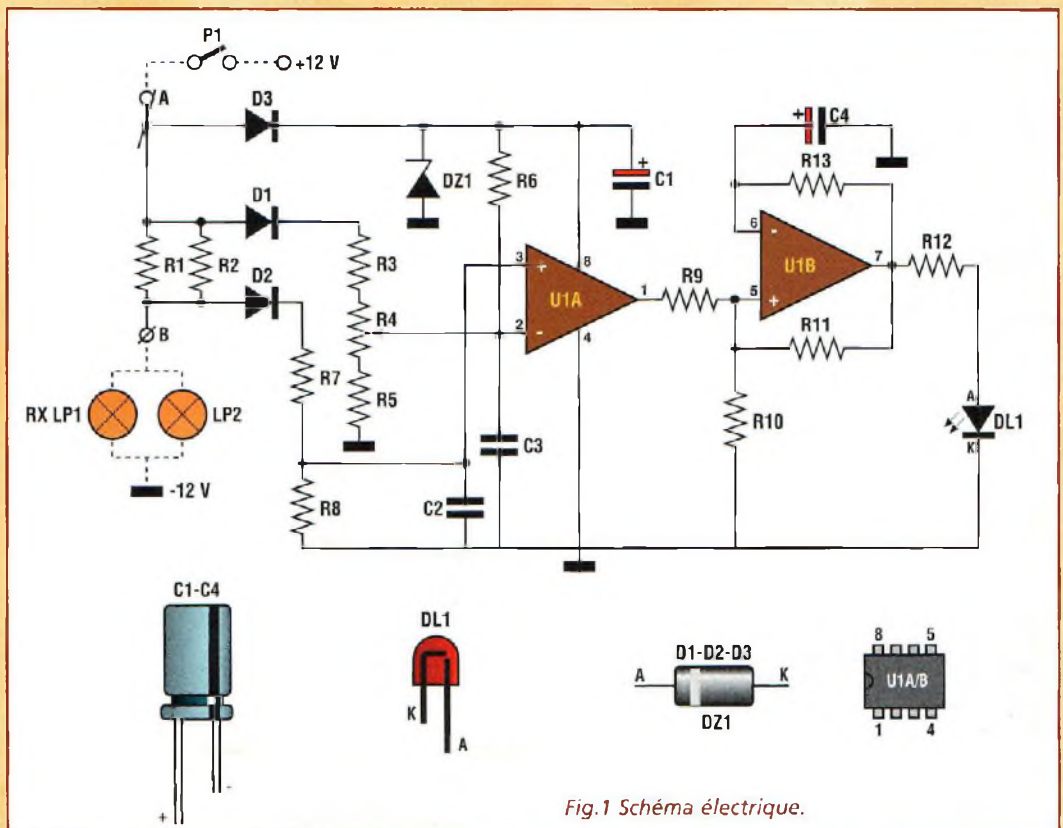 P1
+12 V
A
D3
C4
+
R13
DZ1
R6
+
C1
D1
6
-
R12
R1
R2
R3
3
+
8
U1B
7
D2
U1A
1
R9
5
+
R4
2
-
B
4
R11
R7
A
RX LP1
LP2
R5
R10
DL1
C3
K
-12 V
R8
C2
C1-C4
DL1
D1-D2-D3
8
5
A
K
U1A/B
K
DZ1
1
4
A
-
+
Fig.1 Schéma électrique.